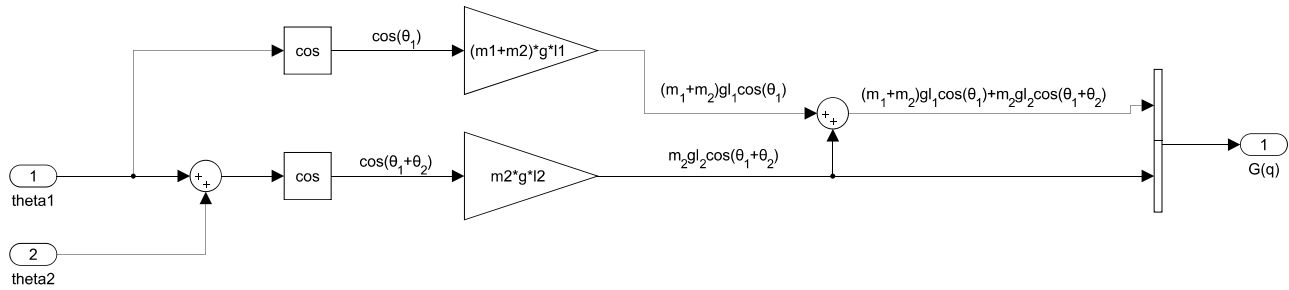 cos
cos(θ₁)
(m1+m2)*g*l1
(m₁+m₂)gl₁cos(θ₁)
+
+
(m₁+m₂)gl₁cos(θ₁)+m₂gl₂cos(θ₁+θ₂)
1
theta1
+
+
cos
cos(θ₁+θ₂)
m2*g*l2
m₂gl₂cos(θ₁+θ₂)
1
G(q)
2
theta2